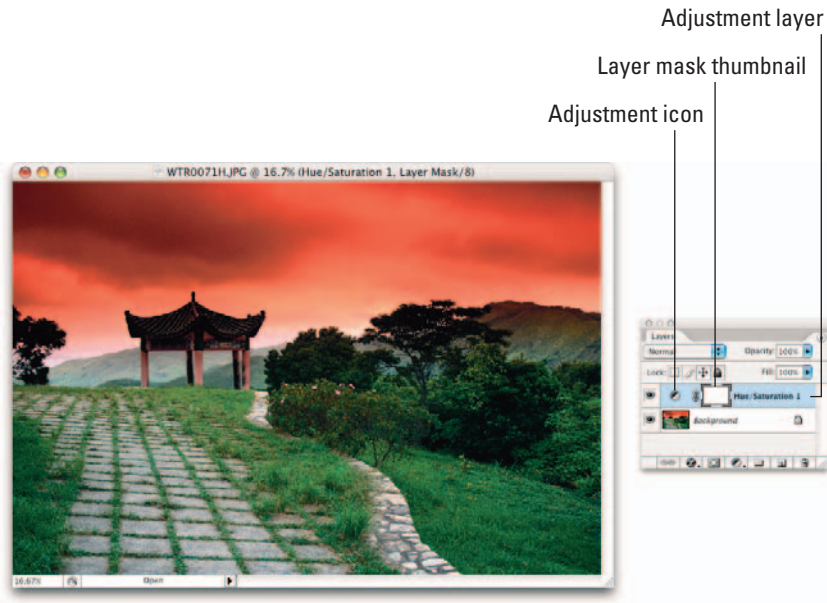 Adjustment layer
Layer mask thumbnail
Adjustment icon
WTR0071H.JPG @ 16.7% (Hue/Saturation 1, Layer Mask/8)
Layers
Normal Opacity: 100%
Lock: Fill: 100%
Hue/Saturation 1
Background
16.67% Open